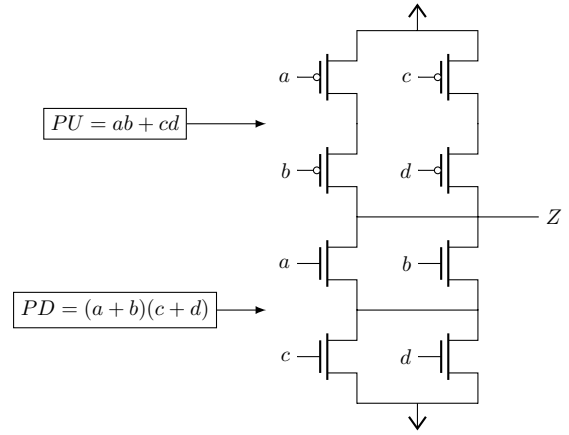 a
c
PU = ab + cd
b
d
Z
a
b
PD = (a + b)(c + d)
c
d